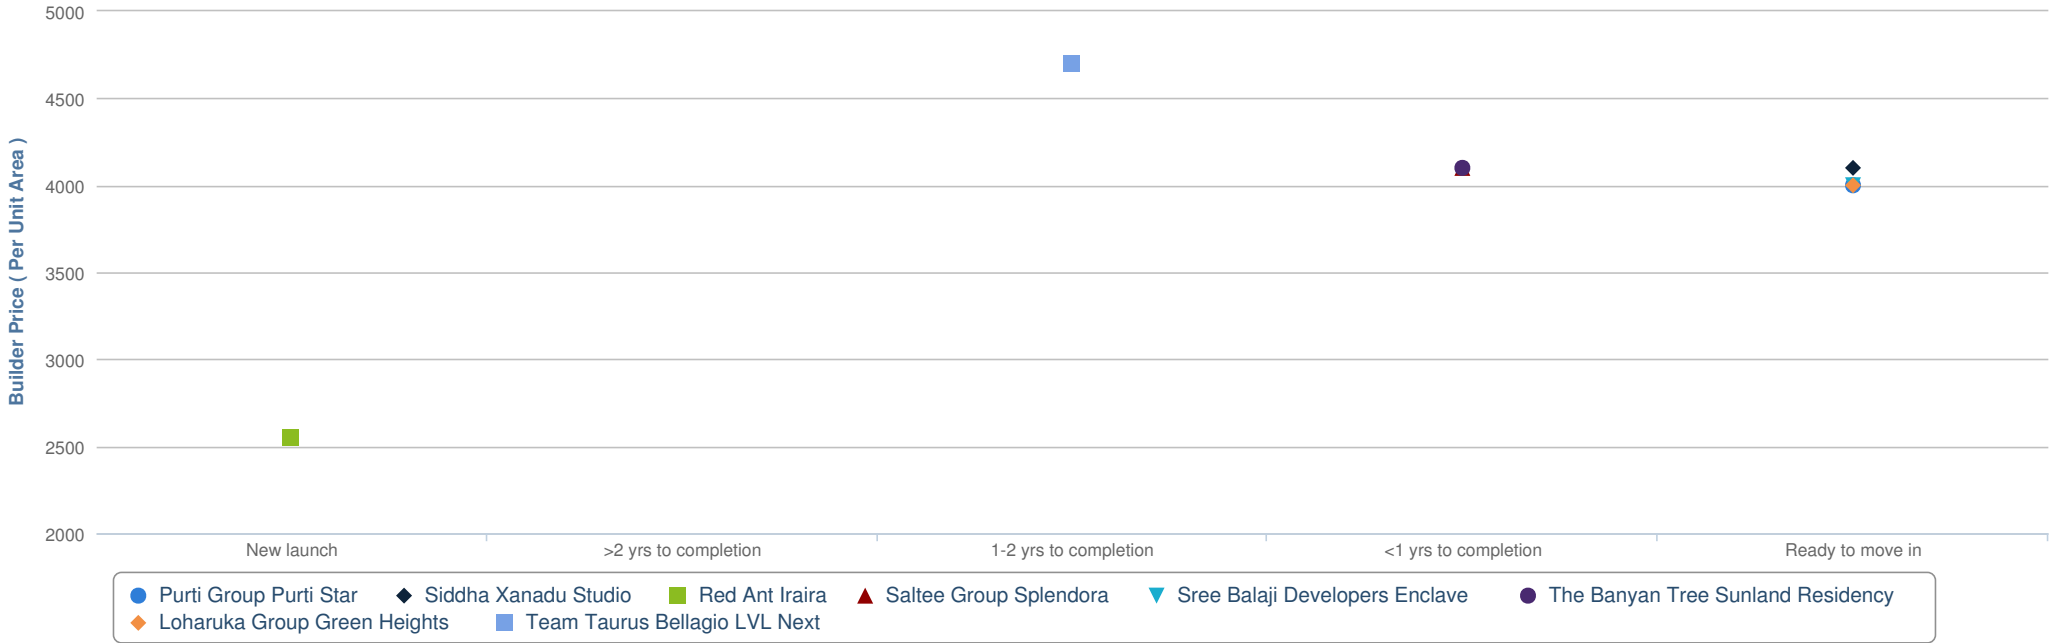 5000
4500
4000
3500
3000
2500
2000
Builder Price ( Per Unit Area )
New launch
>2 yrs to completion
1-2 yrs to completion
<1 yrs to completion
Ready to move in
Purti Group Purti Star Siddha Xanadu Studio Red Ant Iraira Saltee Group Splendora Sree Balaji Developers Enclave The Banyan Tree Sunland Residency
Loharuka Group Green Heights Team Taurus Bellagio LVL Next